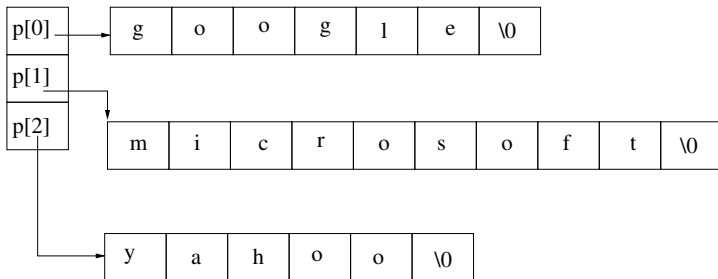 p[0] g o o g l e \0
p[1]
p[2]
m i c r o s o f t \0
y a h o o \0